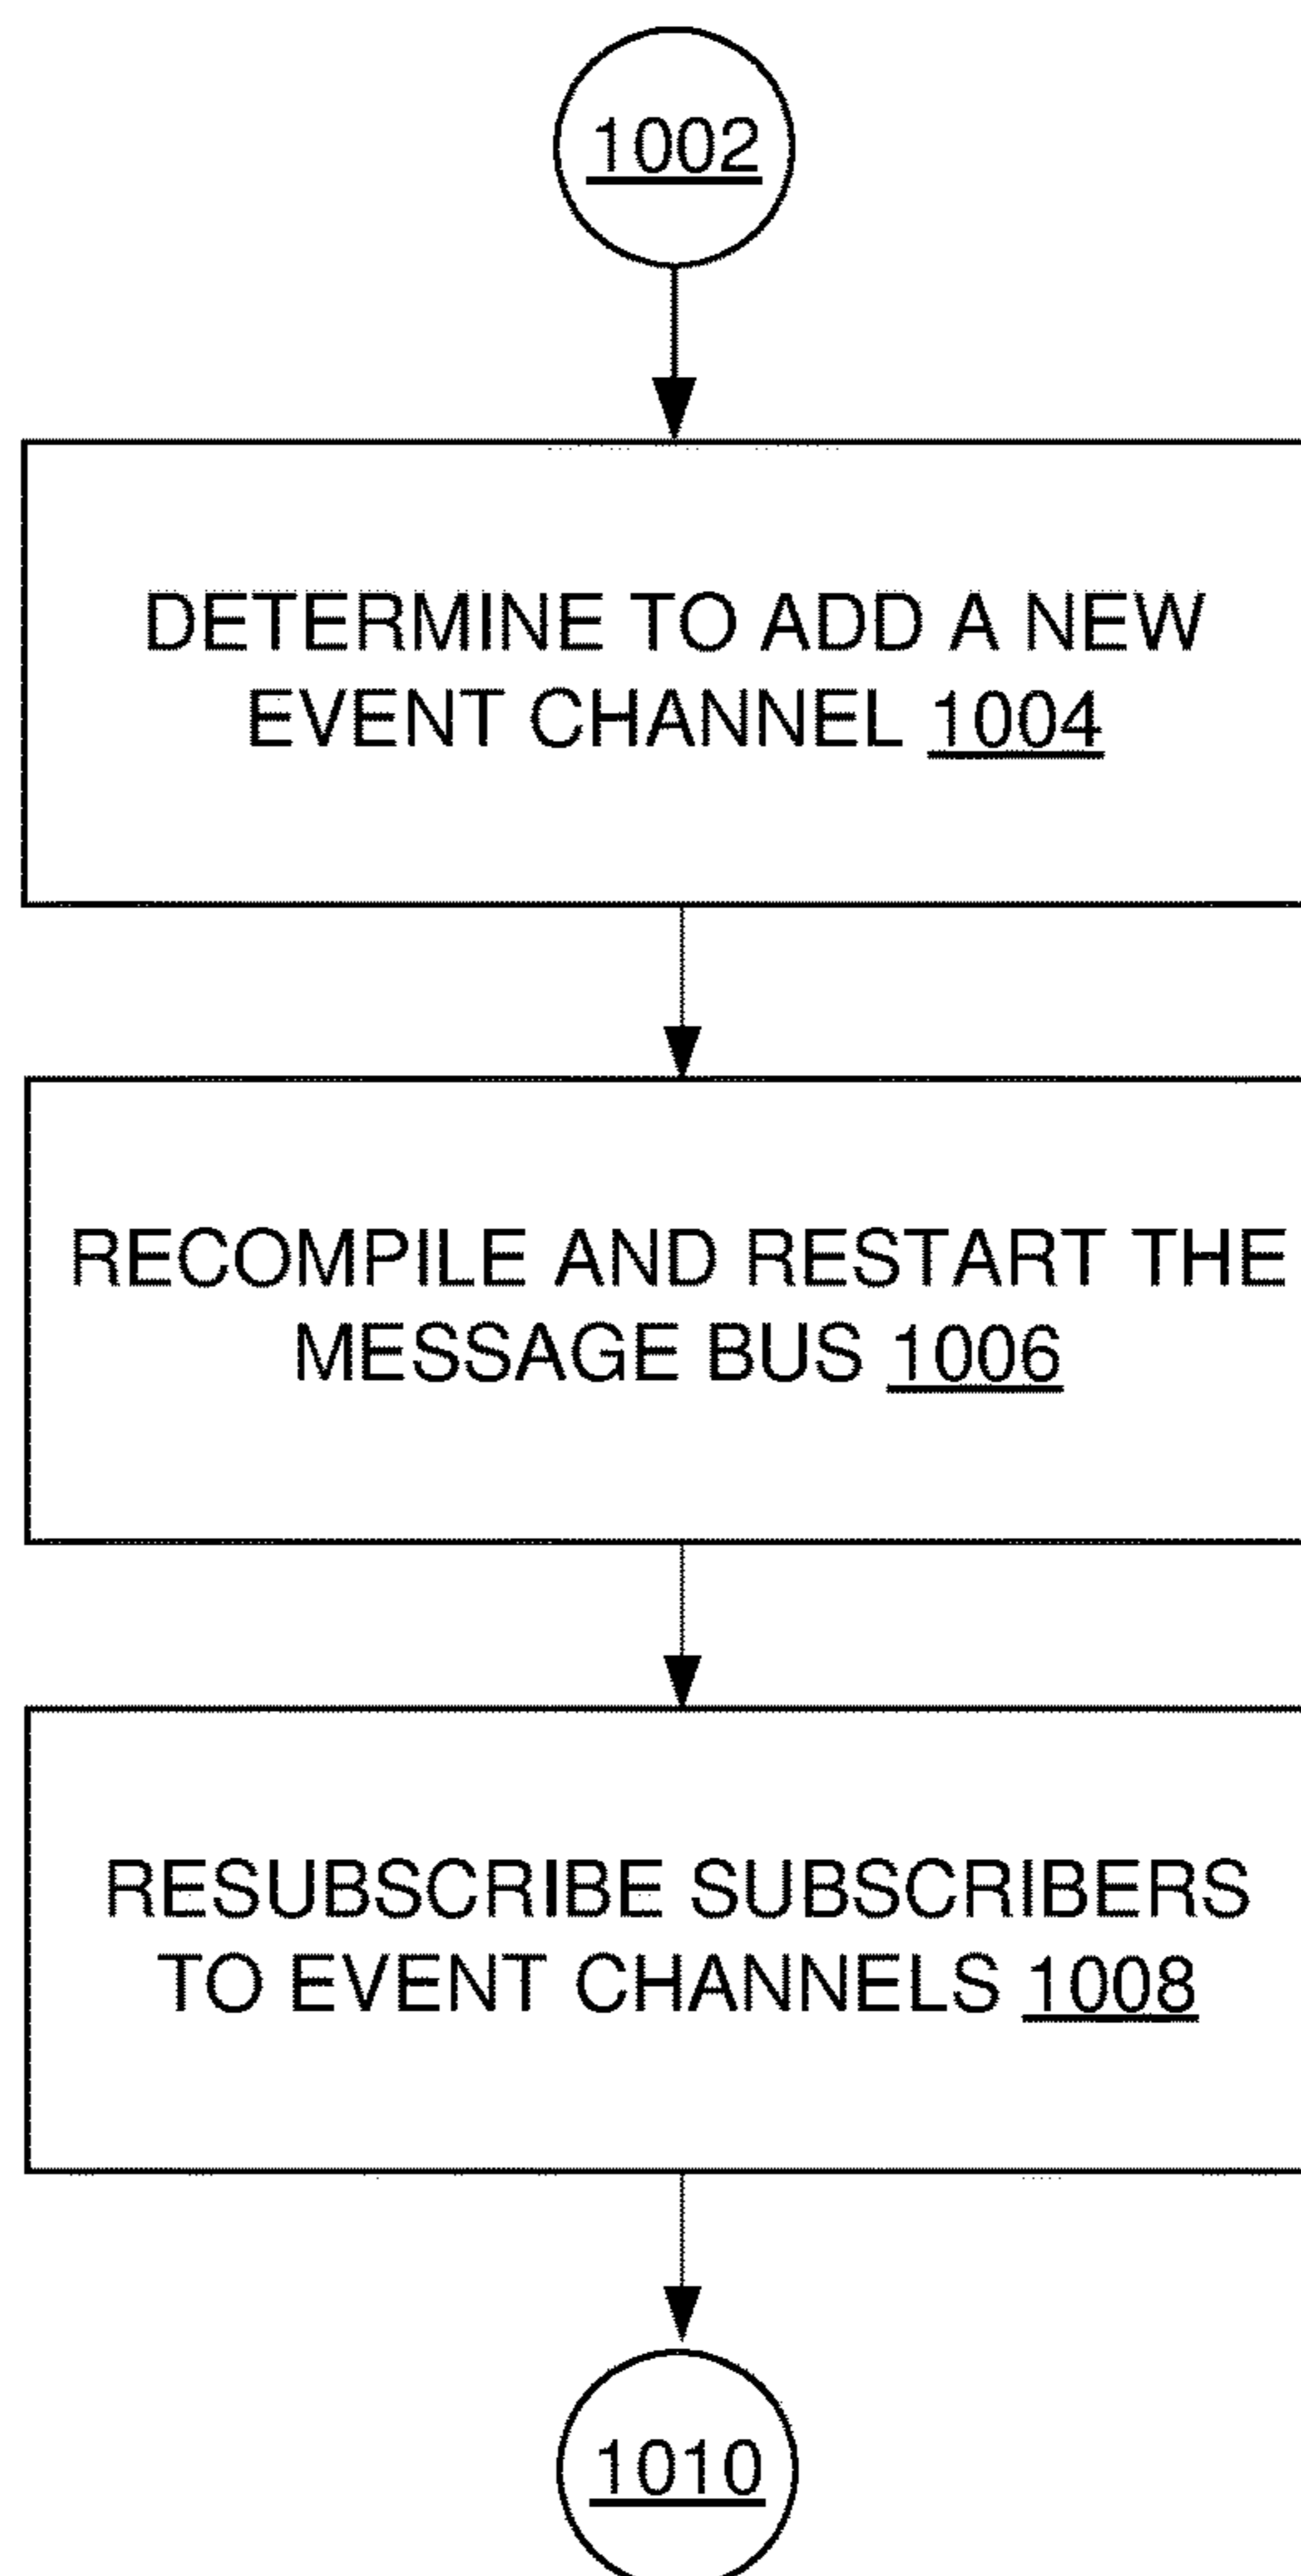 1002
DETERMINE TO ADD A NEW
EVENT CHANNEL 1004
RECOMPILE AND RESTART THE
MESSAGE BUS 1006
RESUBSCRIBE SUBSCRIBERS
TO EVENT CHANNELS 1008
1010